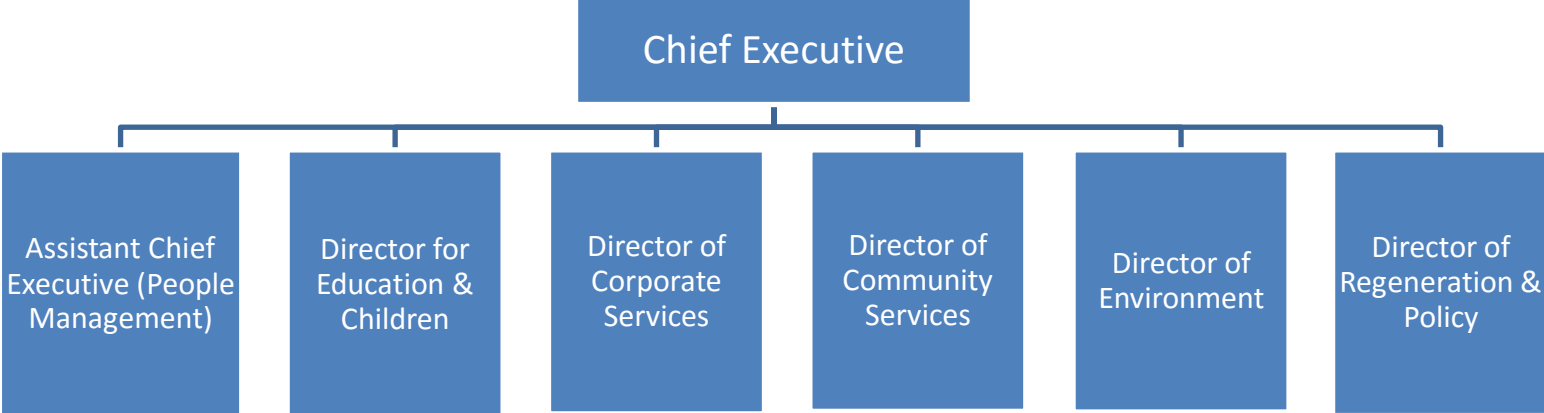 Chief Executive
Assistant Chief
Executive (People
Management)
Director for
Education &
Children
Director of
Corporate
Services
Director of
Community
Services
Director of
Environment
Director of
Regeneration &
Policy